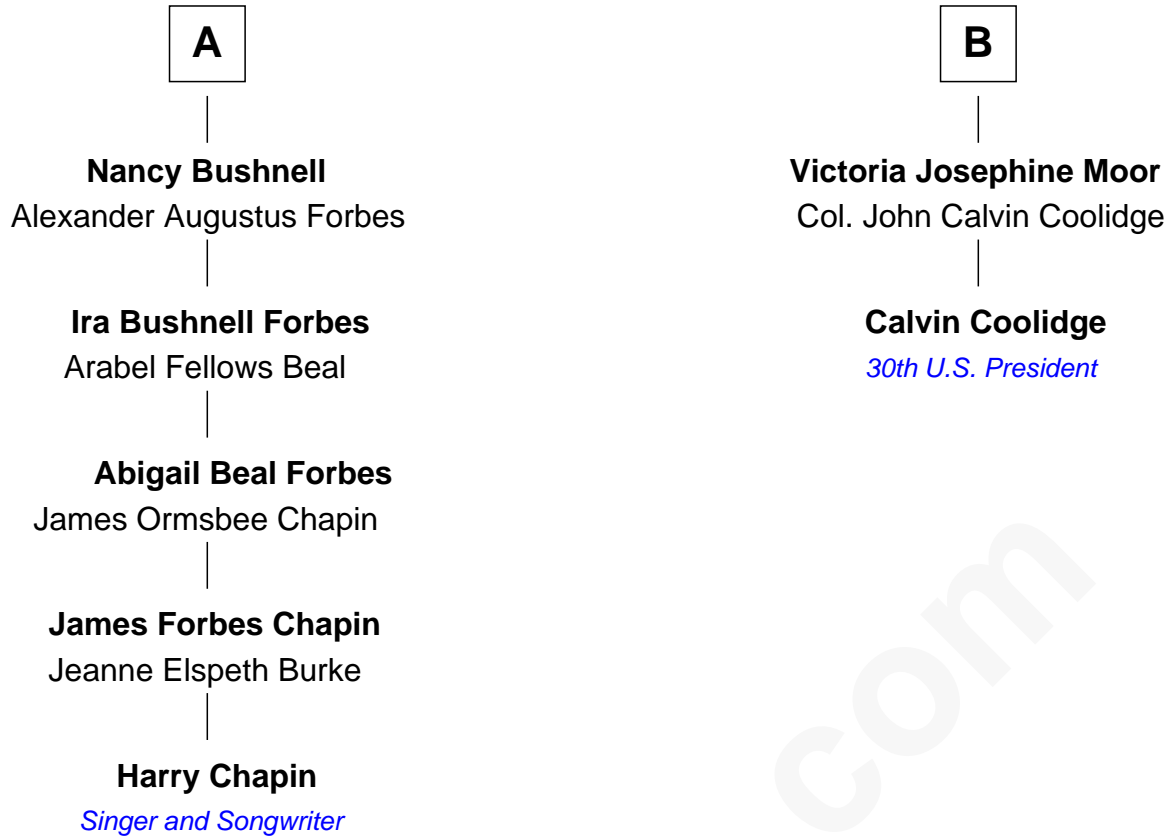 A
Nancy Bushnell
Alexander Augustus Forbes
Ira Bushnell Forbes
Arabel Fellows Beal
Abigail Beal Forbes
James Ormsbee Chapin
James Forbes Chapin
Jeanne Elspeth Burke
Harry Chapin
Singer and Songwriter
B
Victoria Josephine Moor
Col. John Calvin Coolidge
Calvin Coolidge
30th U.S. President
com